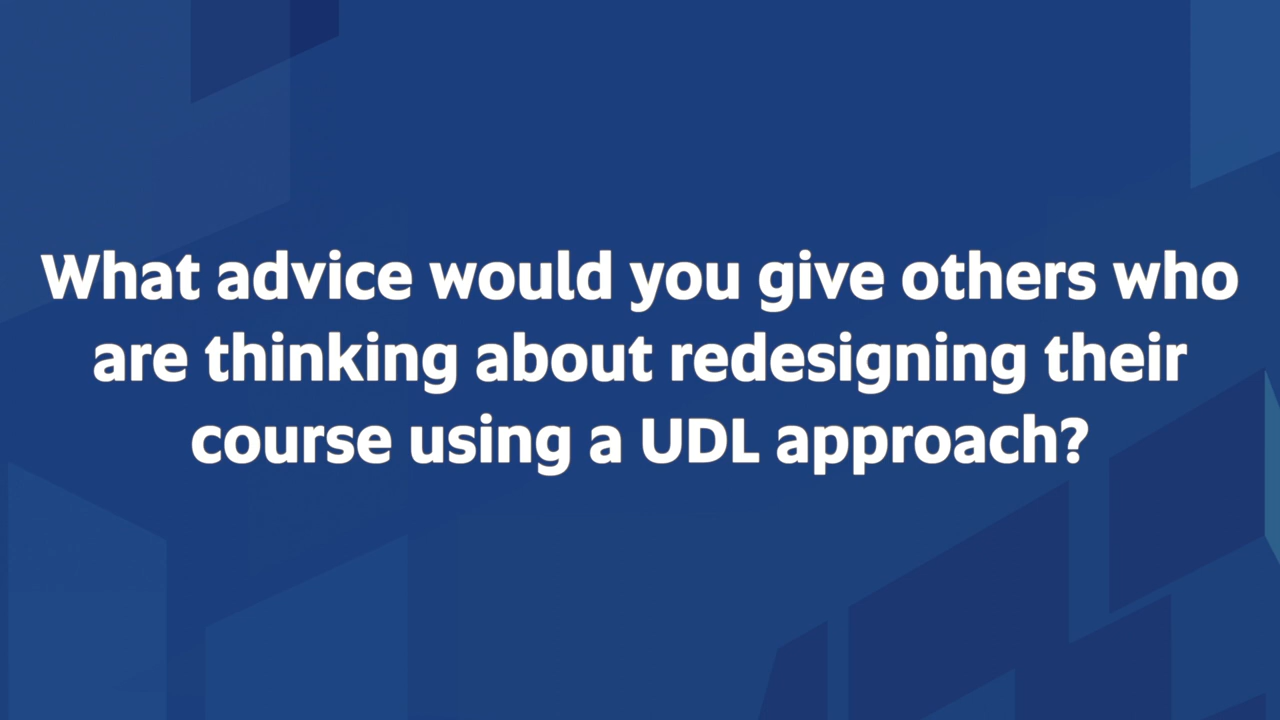 What advice would you give others who
are thinking about redesigning their
course using a UDL approach?